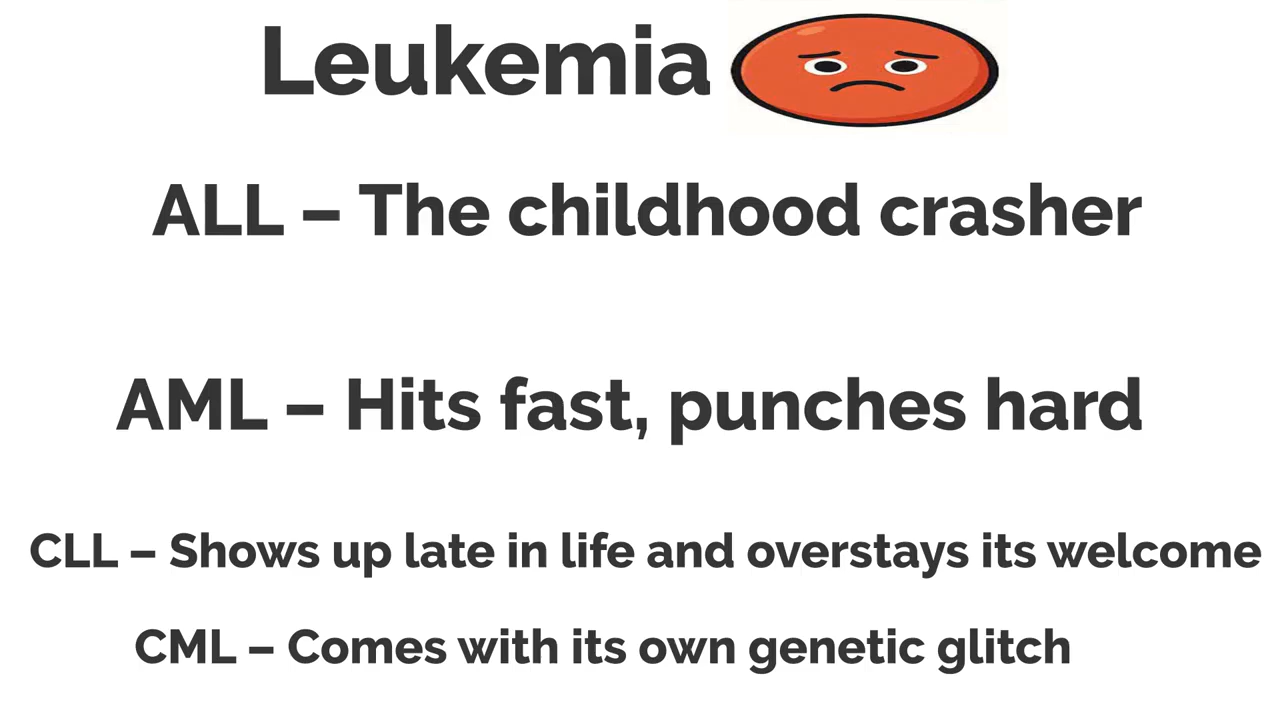 Leukemia
ALL – The childhood crasher
AML – Hits fast, punches hard
CLL – Shows up late in life and overstays its welcome
CML – Comes with its own genetic glitch